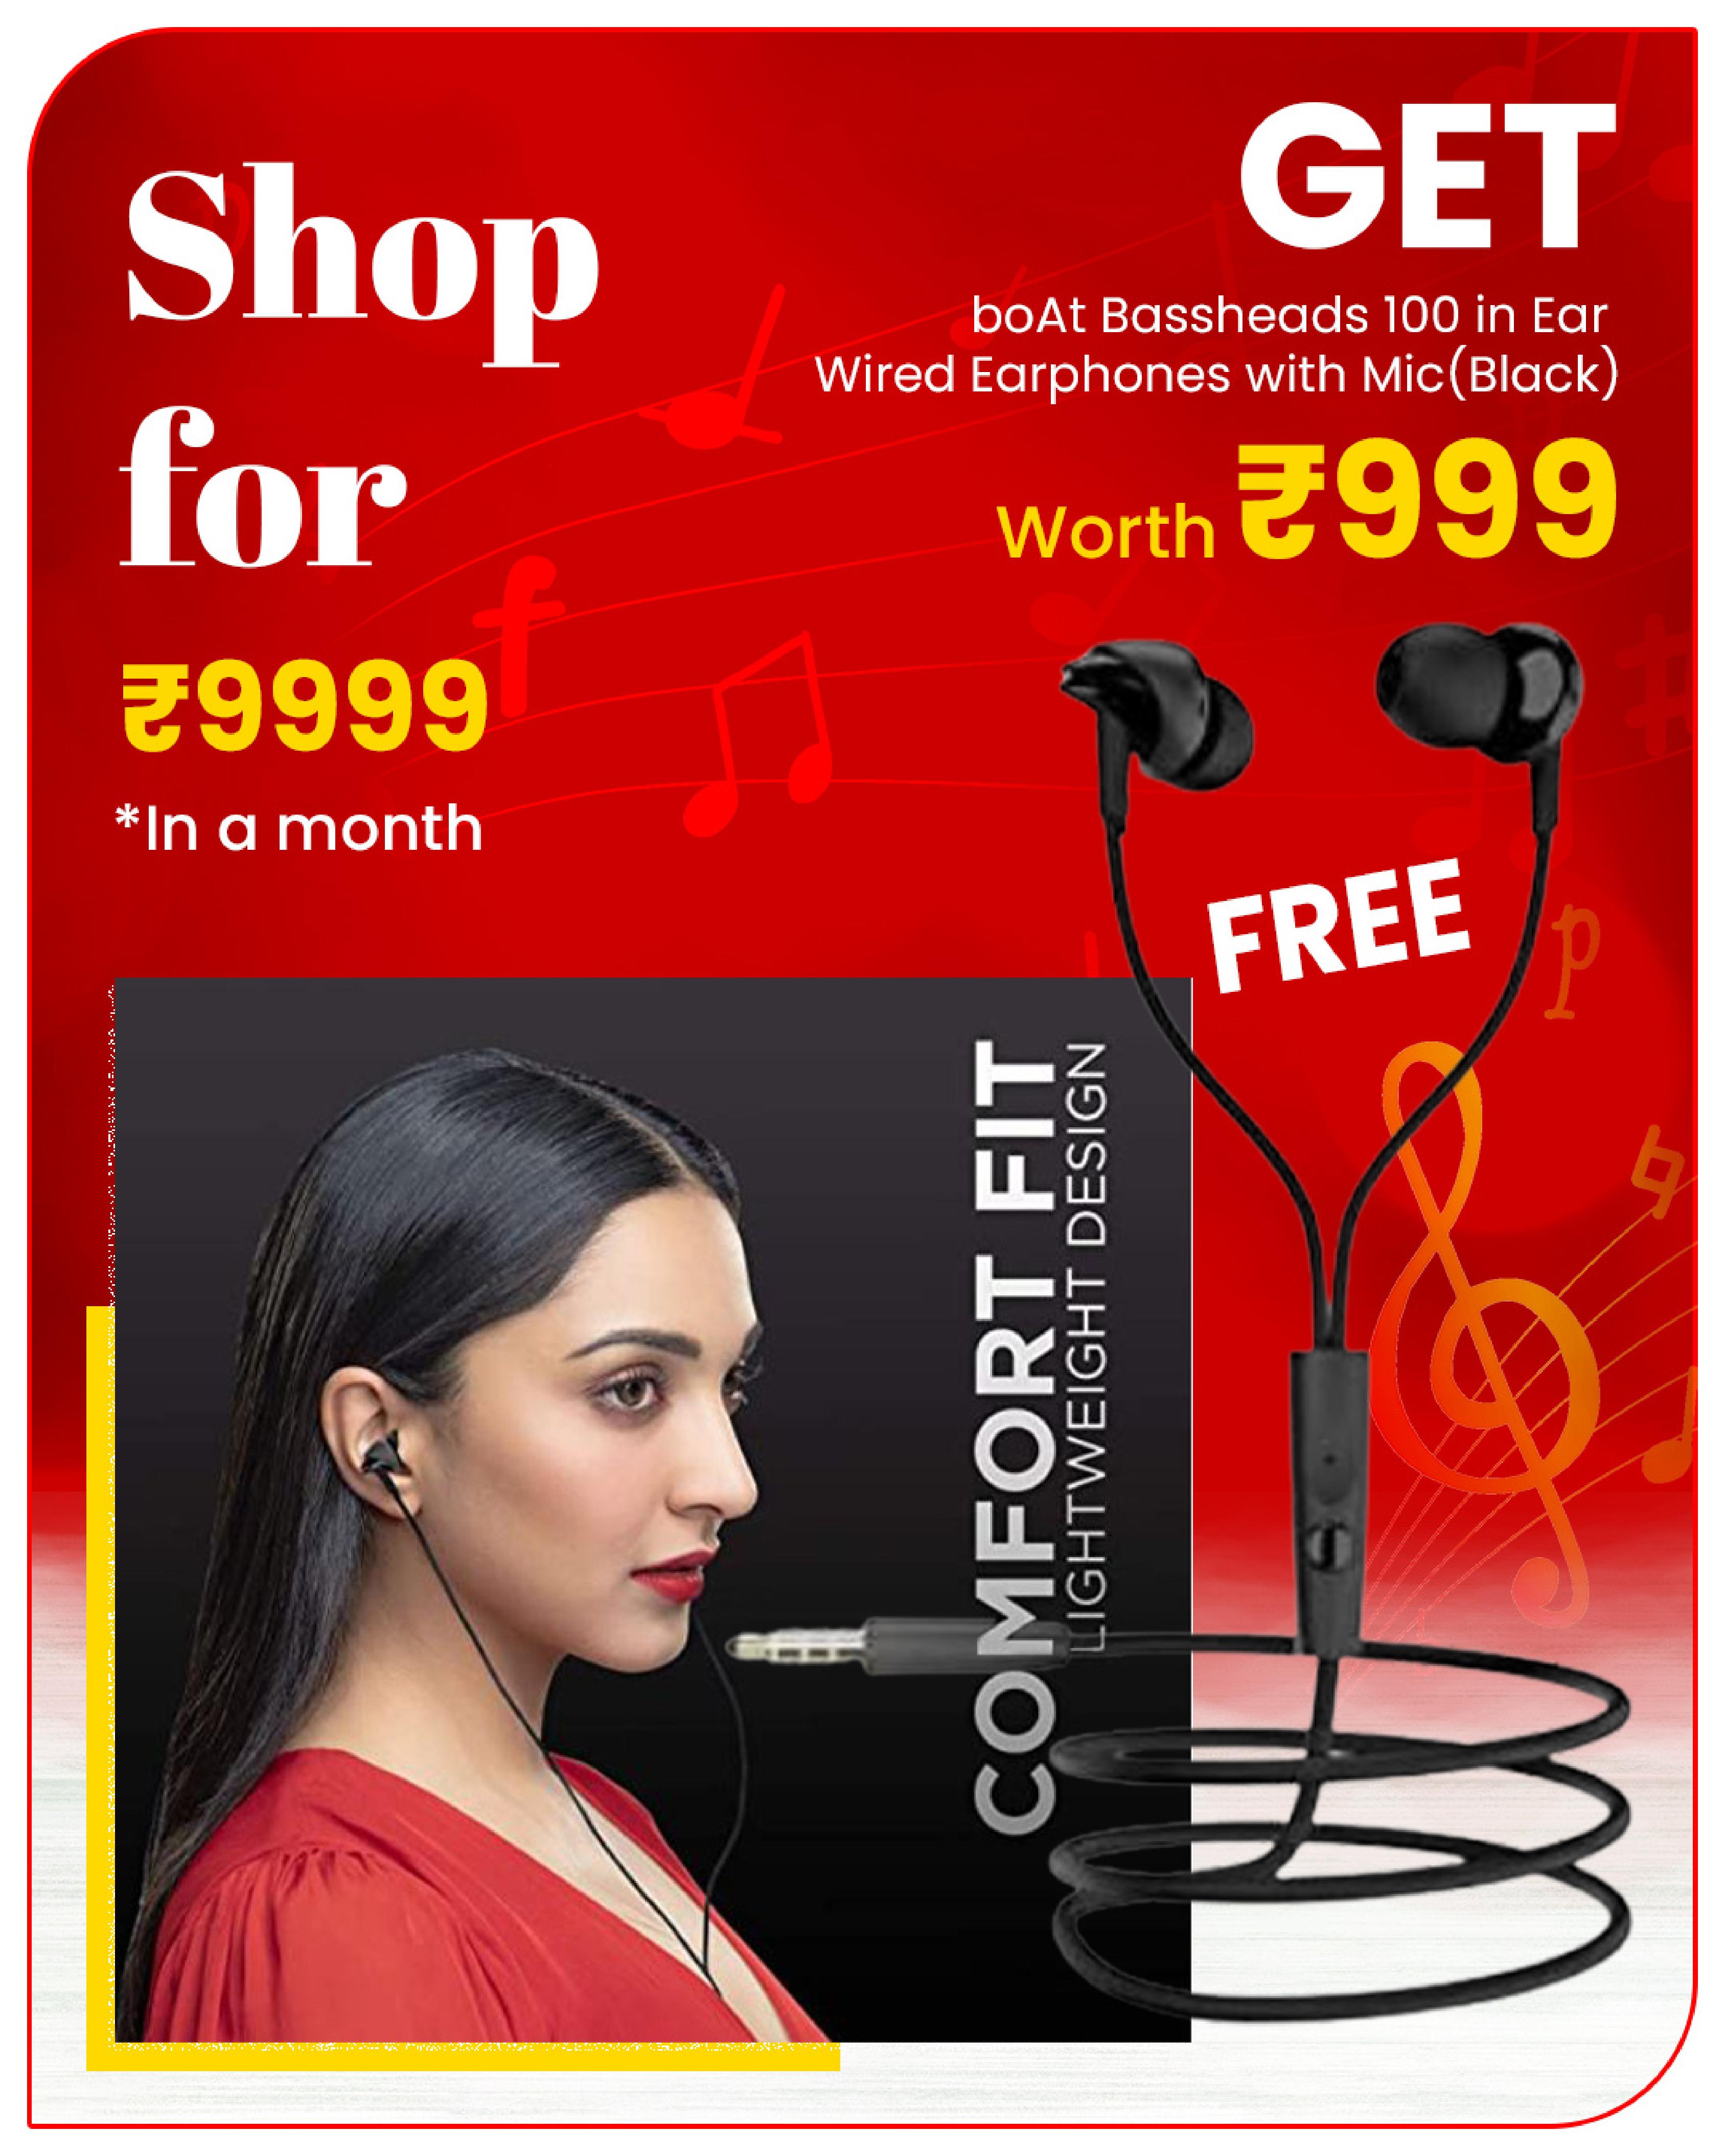 Shop
for
₹9999
*In a month
GET
boAt Bassheads 100 in Ear
Wired Earphones with Mic(Black)
Worth ₹999
FREE
COMFORT FIT
LIGHTWEIGHT DESIGN
f
p